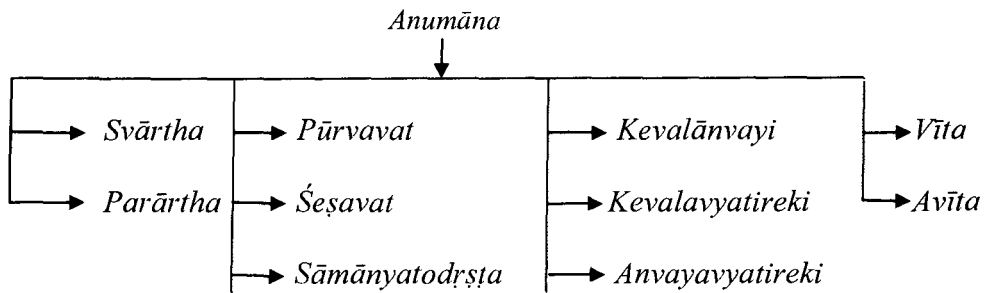 Anumāna
Svārtha Pūrvavat Kevalānvayi Vīta
Parārtha Śeṣavat Kevalavyatireki Avīta
Sāmānyatodṛṣṭa Anvayavyatireki